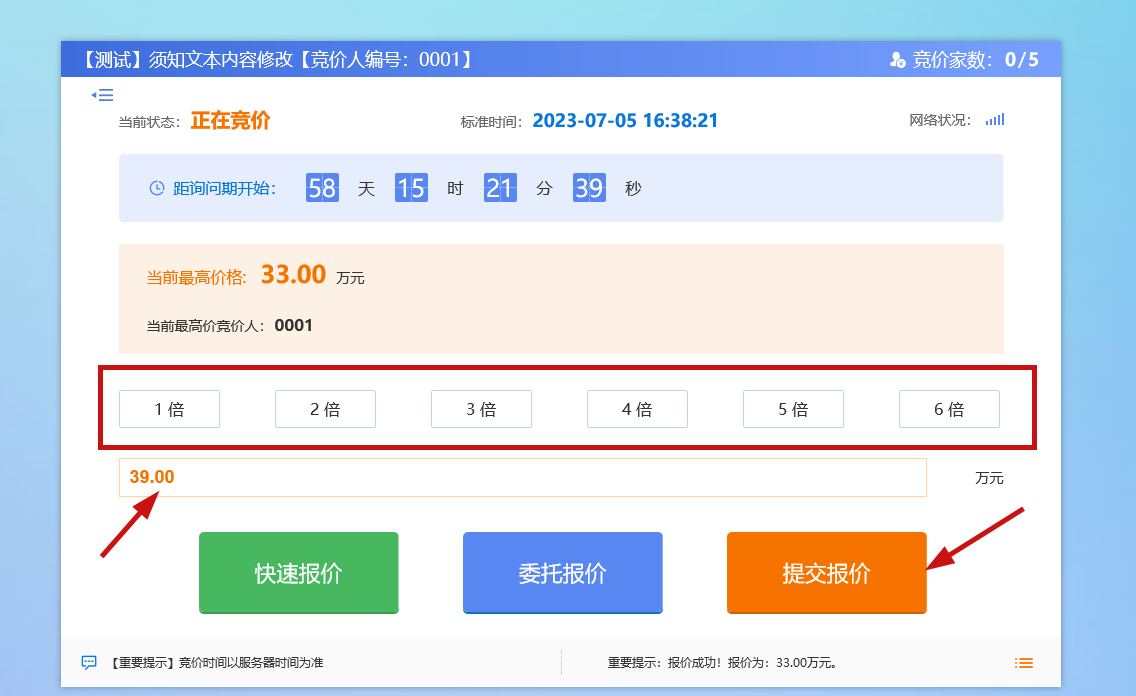 【测试】须知文本内容修改【竞价人编号：0001】 竞价家数：0/5
当前状态： 正在竞价 标准时间： 2023-07-05 16:38:21 网络状况：
距询问期开始： 58 天 15 时 21 分 39 秒
当前最高价格： 33.00 万元
当前最高价竞价人： 0001
1 倍 2 倍 3 倍 4 倍 5 倍 6 倍
39.00 万元
快速报价 委托报价 提交报价
【重要提示】竞价时间以服务器时间为准 重要提示：报价成功！报价为：33.00万元。